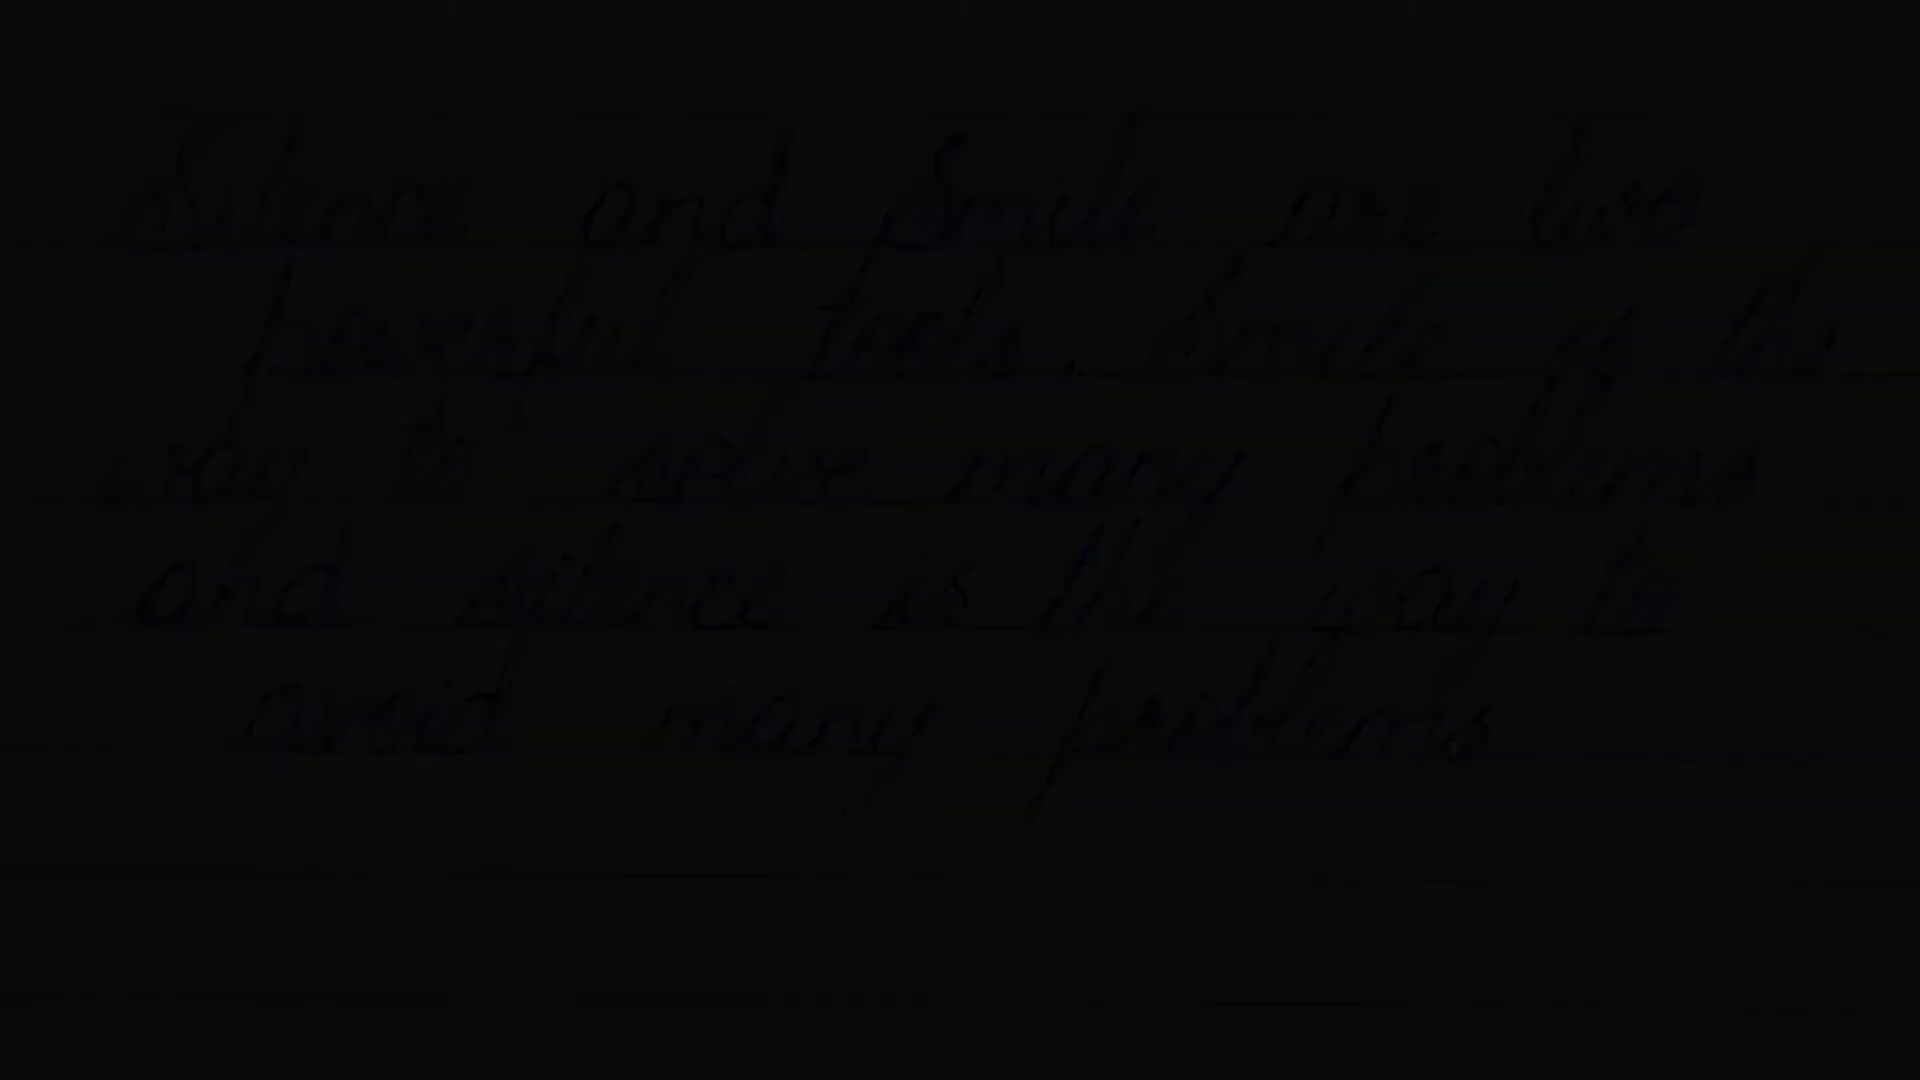 Silence and Smile are two
powerful tools. Smile is the
way to solve many problems
and silence is the way to
avoid many problems